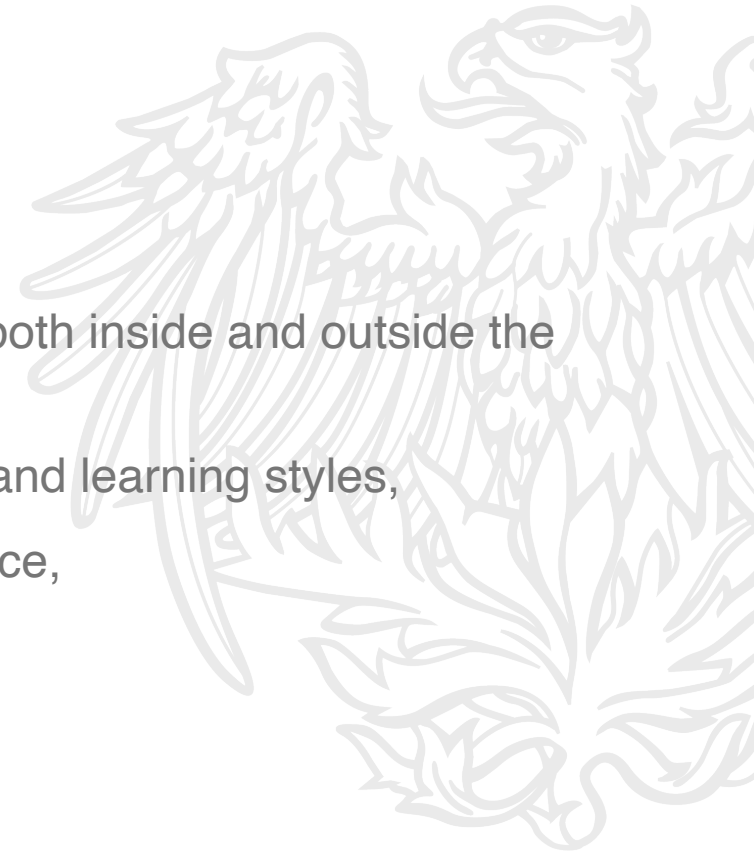 both inside and outside the
and learning styles,
ce,